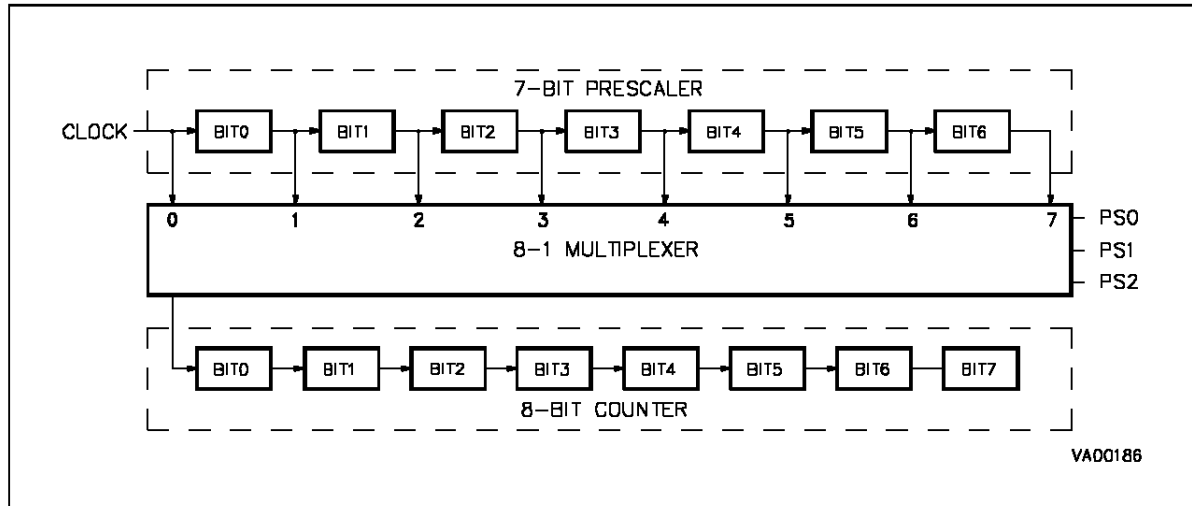 7-BIT PRESCALER
CLOCK BIT0 BIT1 BIT2 BIT3 BIT4 BIT5 BIT6
0 1 2 3 4 5 6 7 PS0
8-1 MULTIPLEXER PS1
PS2
BIT0 BIT1 BIT2 BIT3 BIT4 BIT5 BIT6 BIT7
8-BIT COUNTER
VA00186